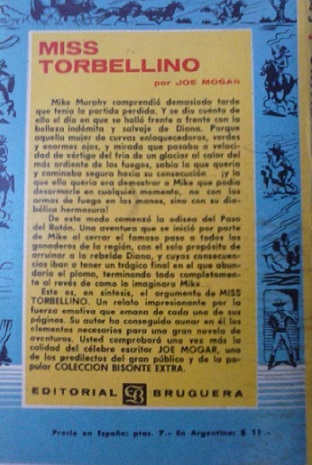 MISS
TORBELLINO
por JOE MOGAR
Mike Murphy comprendió demasiado tarde
que tenía la partida perdida. Y se dio cuenta de
ello el día en que se halló frente a frente con la
belleza indómita y salvaje de Diana. Porque
aquella mujer de curvas enloquecedoras, verdes
y enormes ojos, y mirada que pasaba a veloci-
dad de vértigo del frío de un glaciar al calor del
más ardiente de los fuegos, sabía lo que quería
y caminaba segura hacia su consecución... ¡y lo
que ella quería era demostrar a Mike que podía
desarmarle en cualquier momento, no con las
armas de fuego en las manos, sino con su dia-
bólica hermosura!
De este modo comenzó la odisea del Paso
del Ratón. Una aventura que se inició por parte
de Mike al cerrar el famoso paso a todos los
ganaderos de la región, con el solo propósito de
arruinar a la rebelde Diana, y cuyas consecuen-
cias iban a tener un trágico final en el que abun-
daría el plomo, terminando todo completamen-
te al revés de como lo imaginara Mike...
Este es, en síntesis, el argumento de MISS
TORBELLINO. Un relato impresionante por la
fuerza emotiva que emana de cada una de sus
páginas. Su autor ha conseguido aunar en él los
elementos necesarios para una gran novela de
aventuras. Usted comprobará una vez más la
calidad del célebre escritor JOE MOGAR, uno
de los predilectos del gran público y de la po-
pular COLECCION BISONTE EXTRA.
EDITORIAL B BRUGUERA
Precio en España: ptas. 7.- En Argentina: $ 11.-